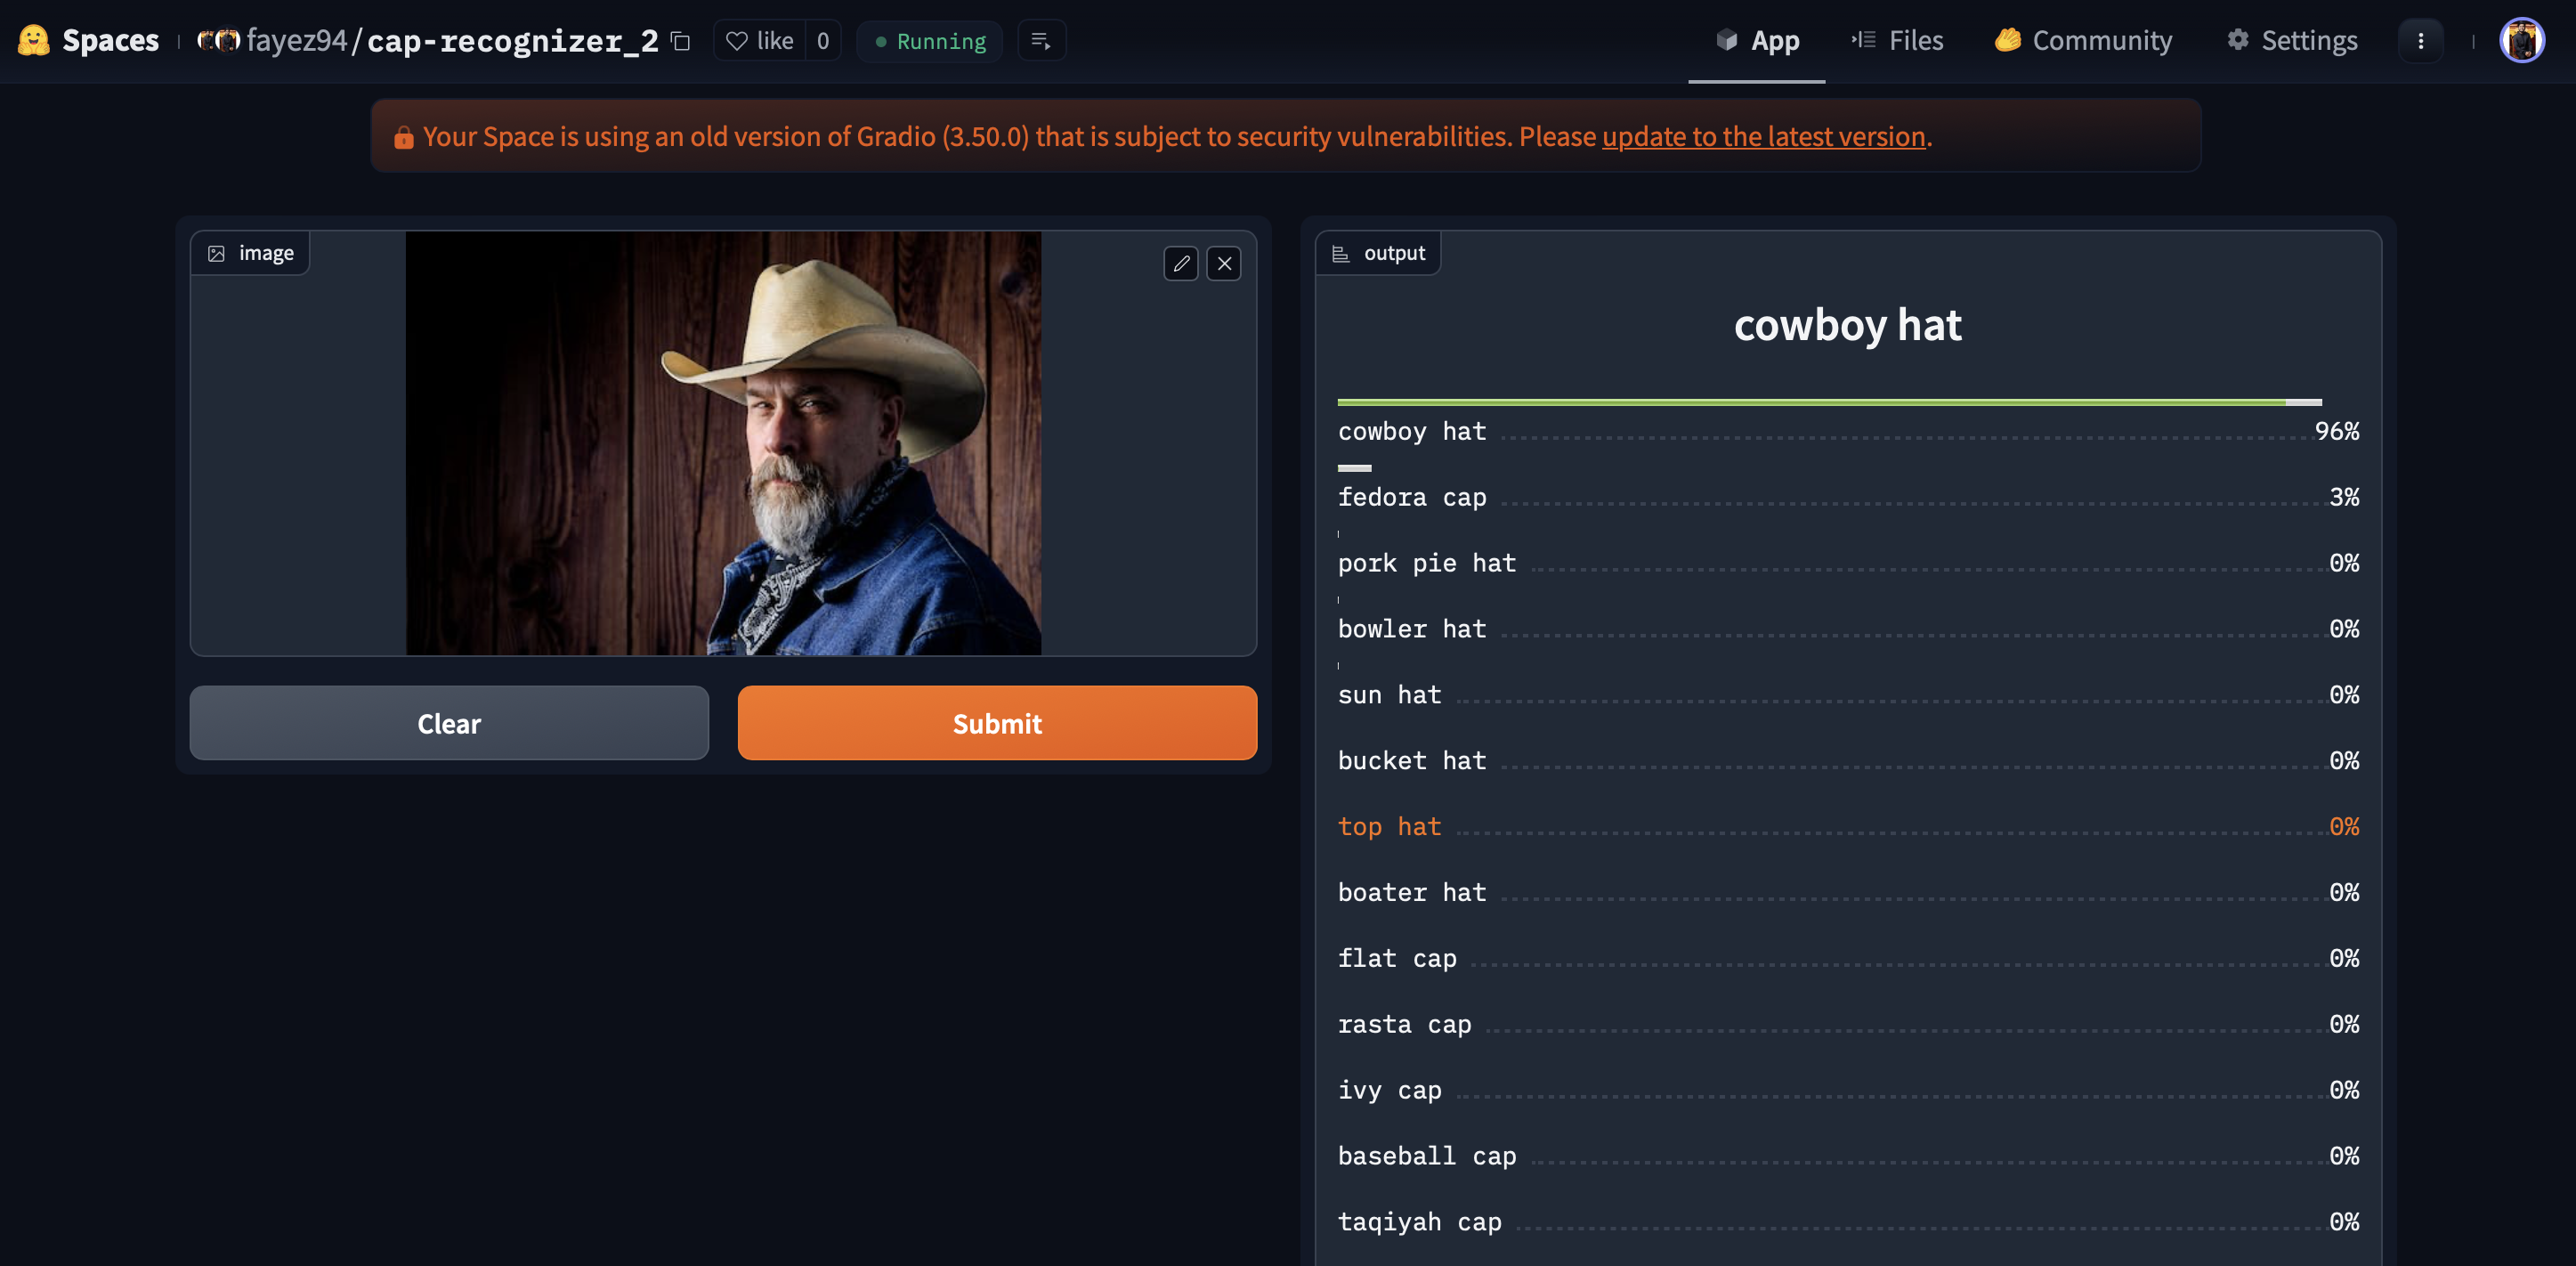 Spaces fayez94/cap-recognizer_2 like 0 Running App Files Community Settings
Your Space is using an old version of Gradio (3.50.0) that is subject to security vulnerabilities. Please update to the latest version.
image
Clear Submit
output
cowboy hat
cowboy hat 96%
fedora cap 3%
pork pie hat 0%
bowler hat 0%
sun hat 0%
bucket hat 0%
top hat 0%
boater hat 0%
flat cap 0%
rasta cap 0%
ivy cap 0%
baseball cap 0%
taqiyah cap 0%